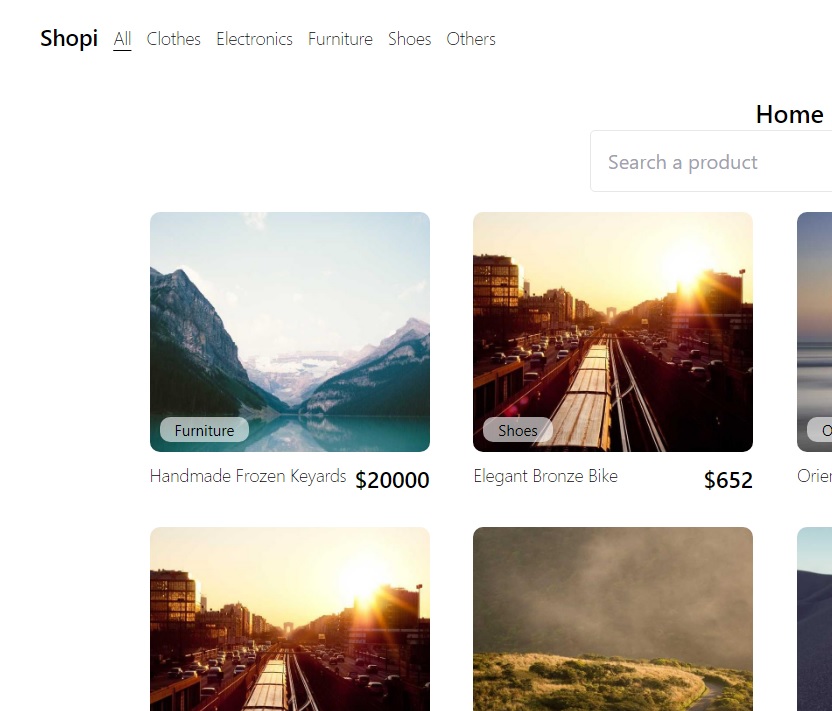 Shopi All Clothes Electronics Furniture Shoes Others
Home
Search a product
Furniture
Shoes
Handmade Frozen Keyards $20000
Elegant Bronze Bike $652